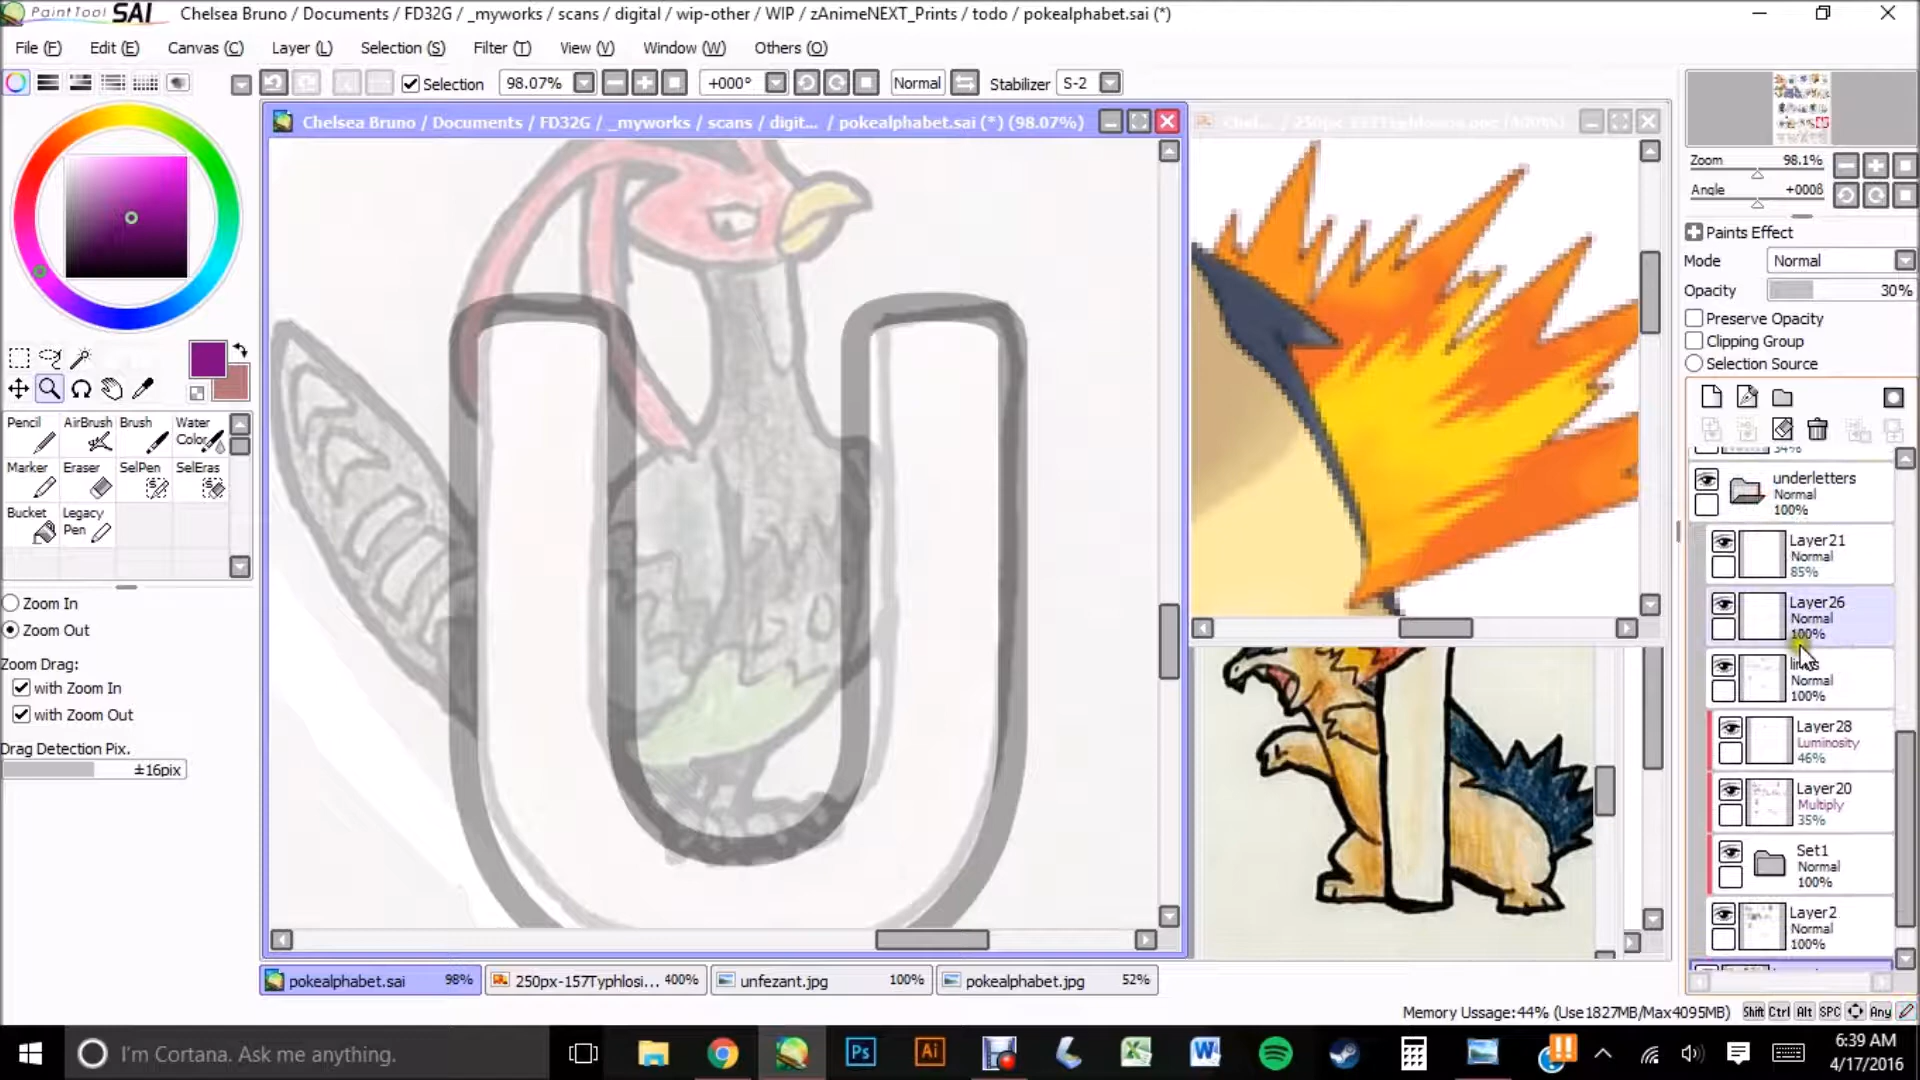 PaintTool SAI Chelsea Bruno / Documents / FD32G / _myworks / scans / digital / wip-other / WIP / zAnimeNEXT_Prints / todo / pokealphabet.sai (*)
File (F) Edit (E) Canvas (C) Layer (L) Selection (S) Filter (T) View (V) Window (W) Others (O)
Selection 98.07% +000° Normal Stabilizer S-2
Chelsea Bruno / Documents / FD32G / _myworks / scans / digit... / pokealphabet.sai (*) (98.07%)
Zoom 98.1%
Angle +000ß
Paints Effect
Mode Normal
Opacity 30%
Preserve Opacity
Clipping Group
Selection Source
Pencil AirBrush Brush Water Color
Marker Eraser SelPen SelEras
Bucket Legacy Pen
Zoom In
Zoom Out
Zoom Drag:
with Zoom In
with Zoom Out
Drag Detection Pix.
±16pix
34%
underletters
Normal
100%
Layer21
Normal
85%
Layer26
Normal
100%
Normal
100%
Layer28
Luminosity
46%
Layer20
Multiply
35%
Set1
Normal
100%
Layer2
Normal
100%
U
pokealphabet.sai 98% 250px-157Typhlosi... 400% unfezant.jpg 100% pokealphabet.jpg 52%
Memory Ussage:44% (Use1827MB/Max4095MB) Shift Ctrl Alt SPC Any
I'm Cortana. Ask me anything.
Ps Ai
6:39 AM
4/17/2016